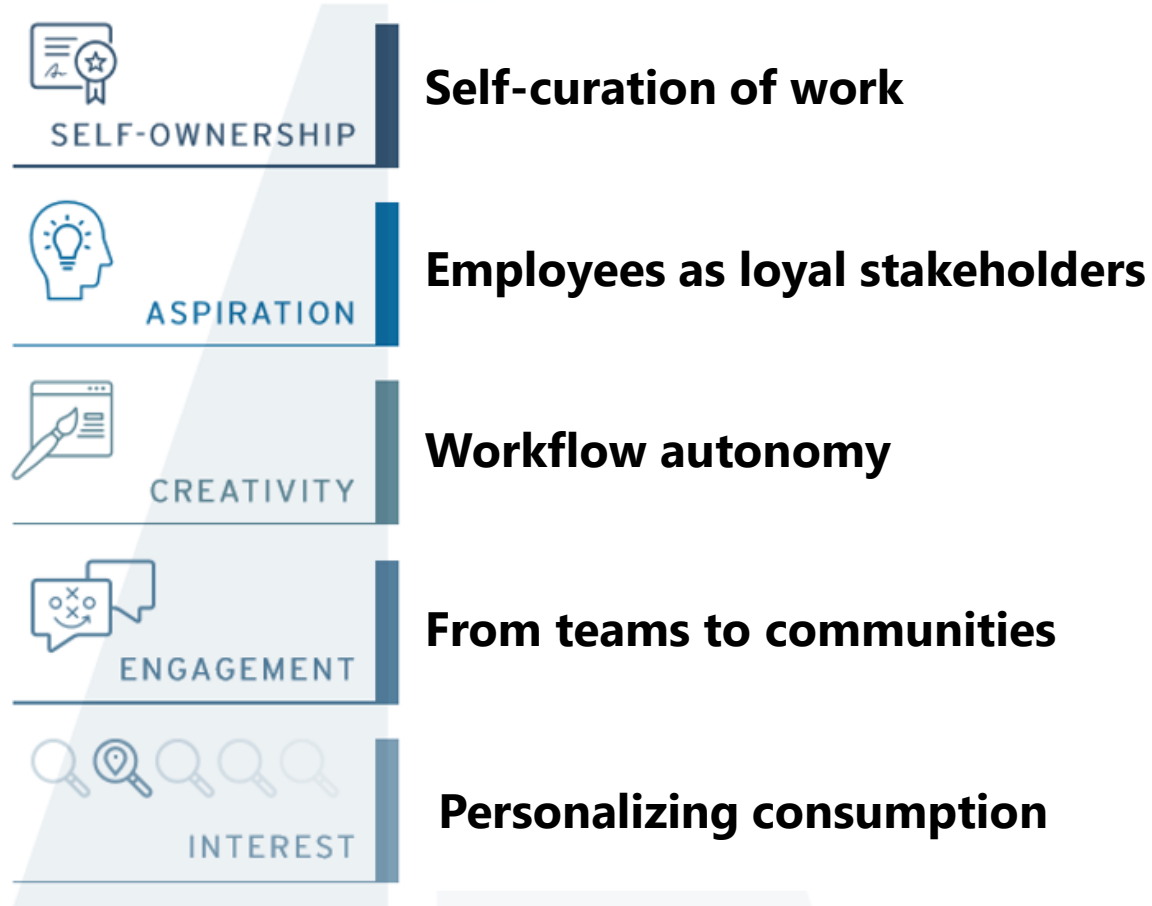 SELF-OWNERSHIP
Self-curation of work
ASPIRATION
Employees as loyal stakeholders
CREATIVITY
Workflow autonomy
ENGAGEMENT
From teams to communities
INTEREST
Personalizing consumption